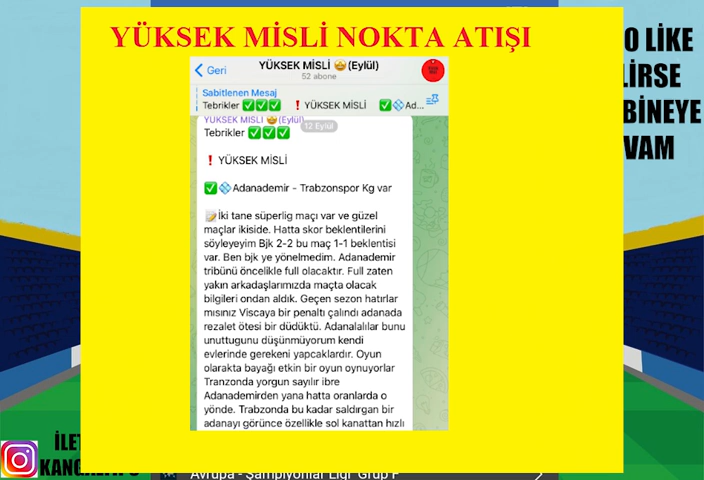 YÜKSEK MİSLİ NOKTA ATIŞI
O LİKE
LİRSE
BİNEYE
VAM
Geri
YÜKSEK MİSLİ 🤩(Eylül)
52 abone
Sabitlenen Mesaj
Tebrikler ✅✅✅ ❗YÜKSEK MİSLİ ✅💠Ad...
YÜKSEK MİSLİ 🤩(Eylül)
12 Eylül
Tebrikler ✅✅✅
❗ YÜKSEK MİSLİ
✅💠Adanademir - Trabzonspor Kg var
📝İki tane süperlig maçı var ve güzel
maçlar ikiside. Hatta skor beklentilerini
söyleyeyim Bjk 2-2 bu maç 1-1 beklentisi
var. Ben bjk ye yönelmedim. Adanademir
tribünü öncelikle full olacaktır. Full zaten
yakın arkadaşlarımızda maçta olacak
bilgileri ondan aldık. Geçen sezon hatırlar
mısınız Viscaya bir penaltı çalındı adanada
rezalet ötesi bir düdüktü. Adanalılar bunu
unuttugunu düşünmüyorum kendi
evlerinde gerekeni yapacaklardır. Oyun
olarakta bayağı etkin bir oyun oynuyorlar
Tranzonda yorgun sayılır ibre
Adanademirden yana hatta oranlarda o
yönde. Trabzonda bu kadar saldırgan bir
adanayı görünce özellikle sol kanattan hızlı
İLE
KANG
Avrupa - Şampiyonlar Ligi Grup F